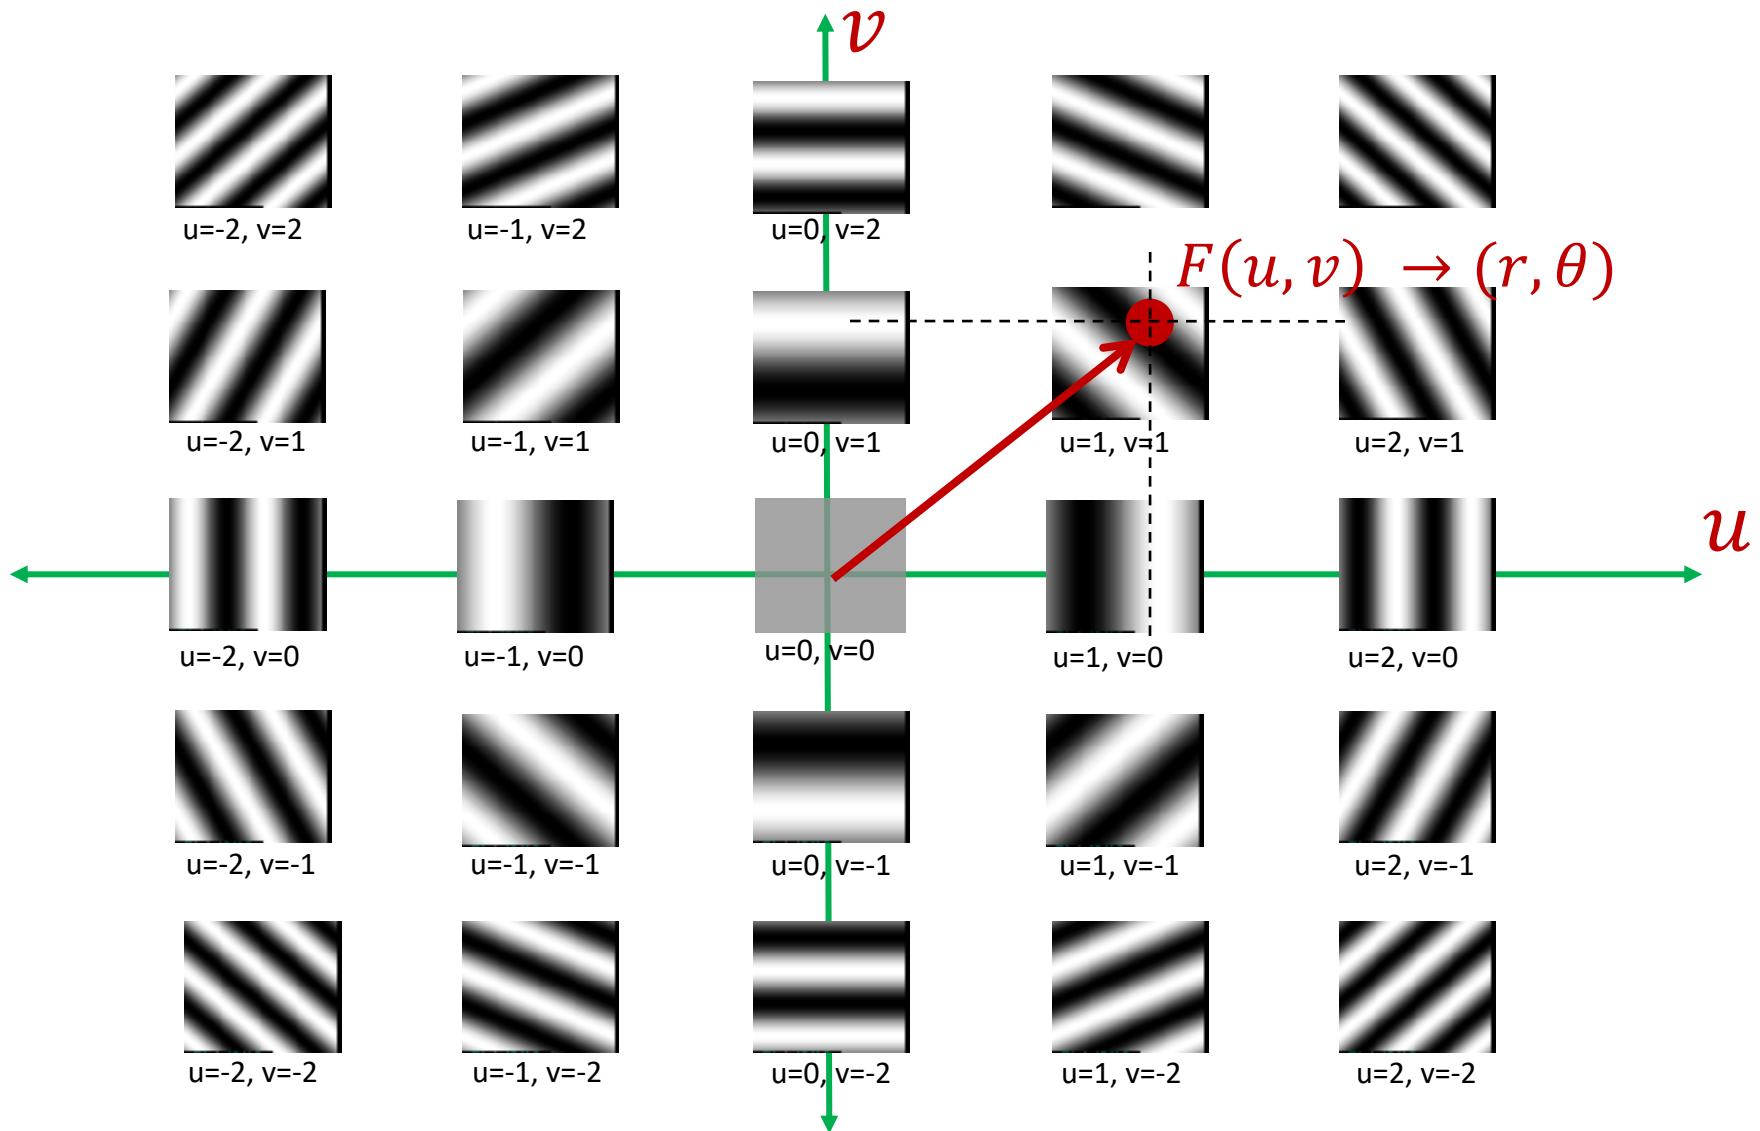 v
u=-2, v=2
u=-1, v=2
u=0, v=2
F(u, v) → (r, θ)
u=-2, v=1
u=-1, v=1
u=0, v=1
u=1, v=1
u=2, v=1
u
u=-2, v=0
u=-1, v=0
u=0, v=0
u=1, v=0
u=2, v=0
u=-2, v=-1
u=-1, v=-1
u=0, v=-1
u=1, v=-1
u=2, v=-1
u=-2, v=-2
u=-1, v=-2
u=0, v=-2
u=1, v=-2
u=2, v=-2